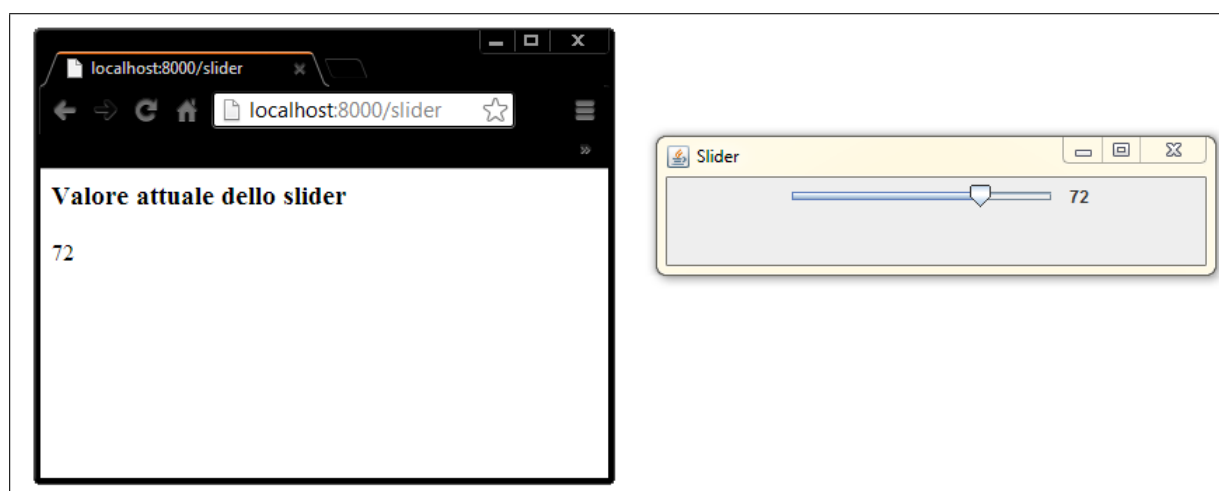 localhost:8000/slider
localhost:8000/slider
Valore attuale dello slider
72
Slider
72